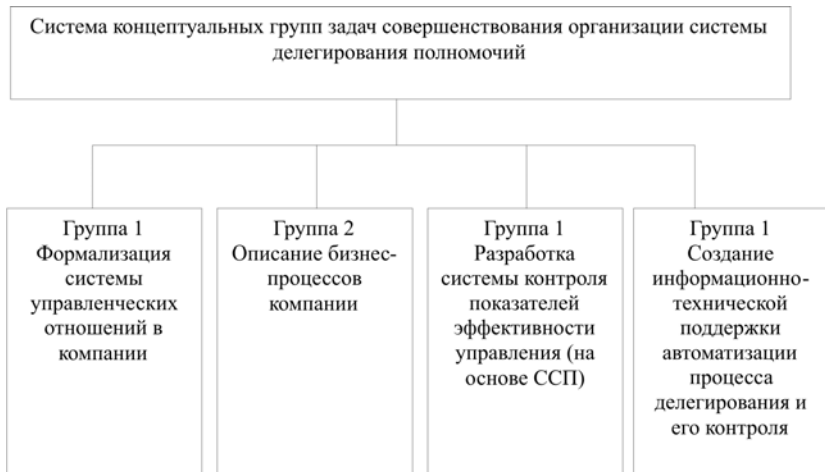 Система концептуальных групп задач совершенствования организации системы
делегирования полномочий
Группа 1
Формализация
системы
управленческих
отношений в
компании
Группа 2
Описание бизнес-
процессов
компании
Группа 1
Разработка
системы контроля
показателей
эффективности
управления (на
основе ССП)
Группа 1
Создание
информационно-
технической
поддержки
автоматизации
процесса
делегирования и
его контроля